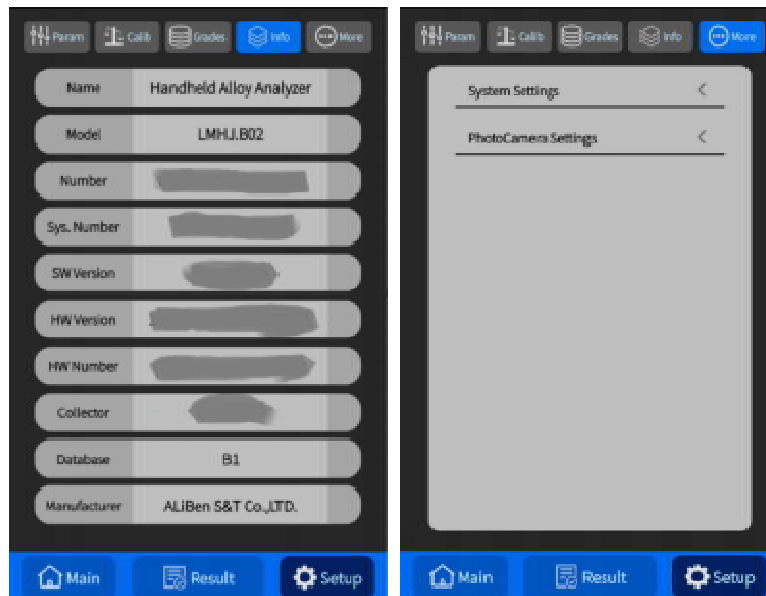 Param Calib Grades Info More
Name Handheld Alloy Analyzer
Model LMHJ.B02
Number
Sys. Number
SW Version
HW Version
HW Number
Collector
Database B1
Manufacturer ALiBen S&T Co.,LTD.
Main Result Setup
Param Calib Grades Info More
System Settings <
PhotoCamera Settings <
Main Result Setup